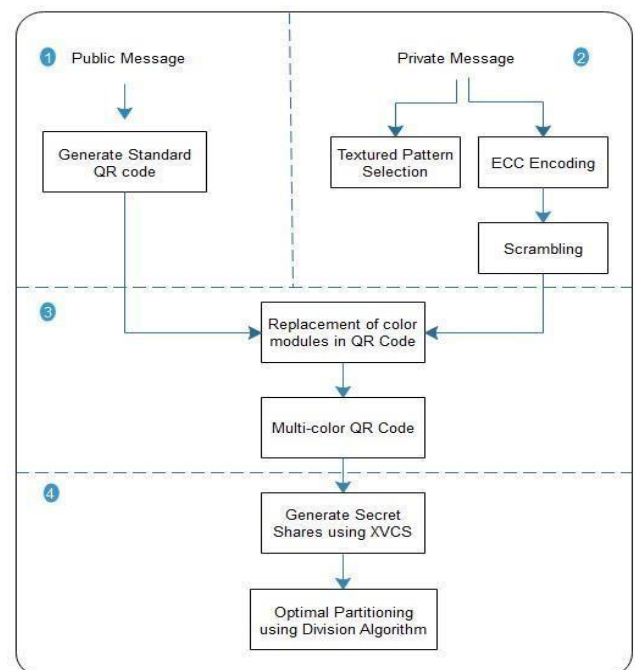 1 Public Message
Private Message 2
Generate Standard
QR code
Textured Pattern
Selection
ECC Encoding
Scrambling
3
Replacement of color
modules in QR Code
Multi-color QR Code
4
Generate Secret
Shares using XVCS
Optimal Partitioning
using Division Algorithm